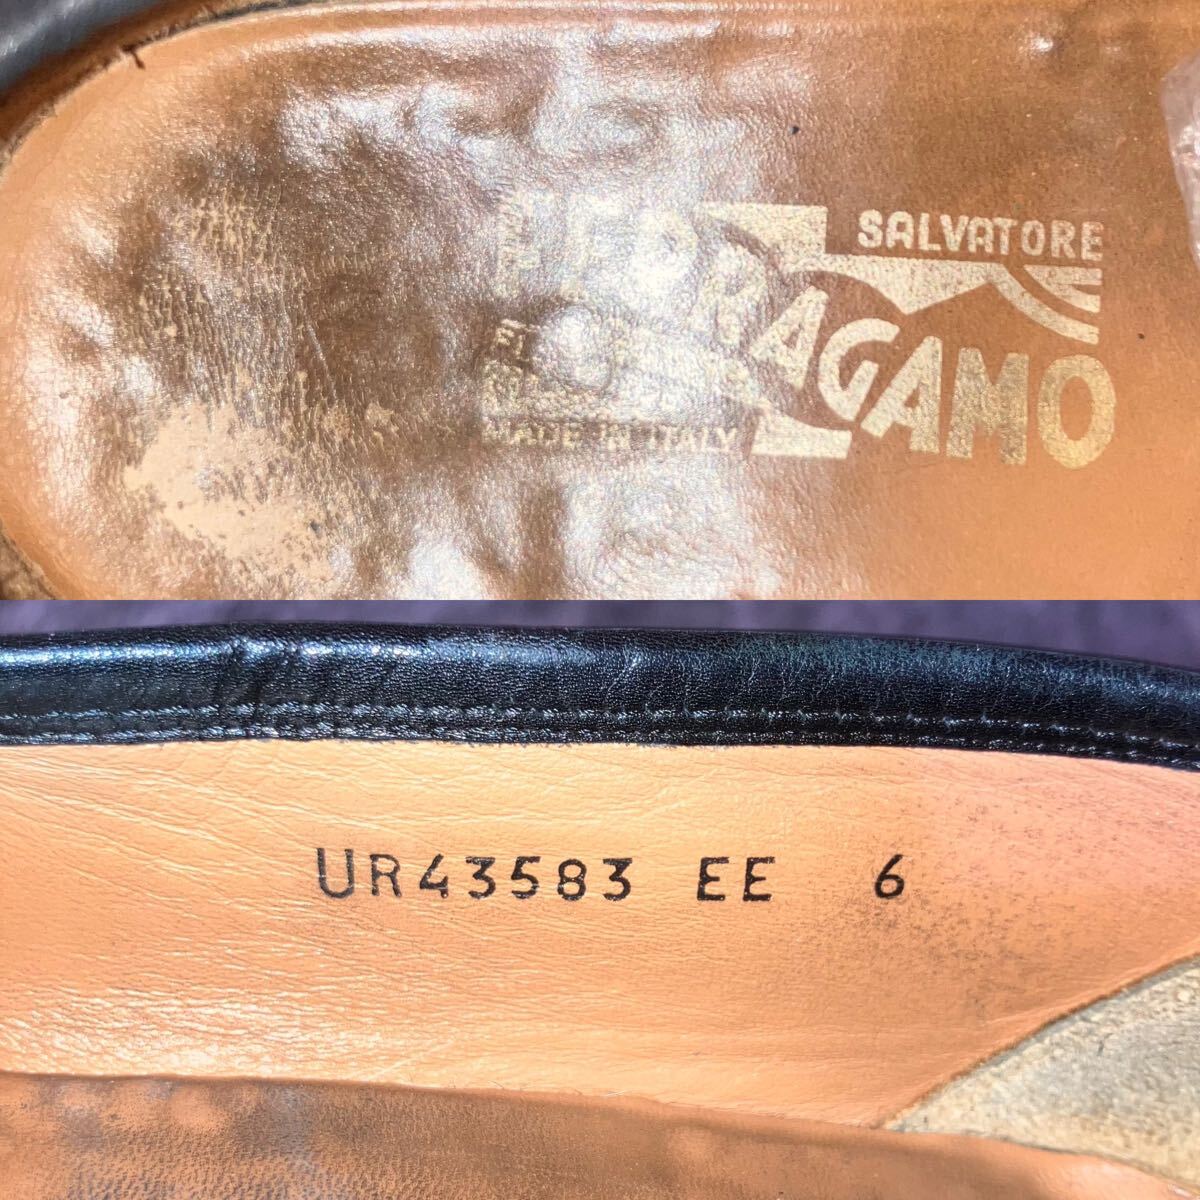 SALVATORE
FERRAGAMO
MADE IN ITALY
UR43583 EE 6